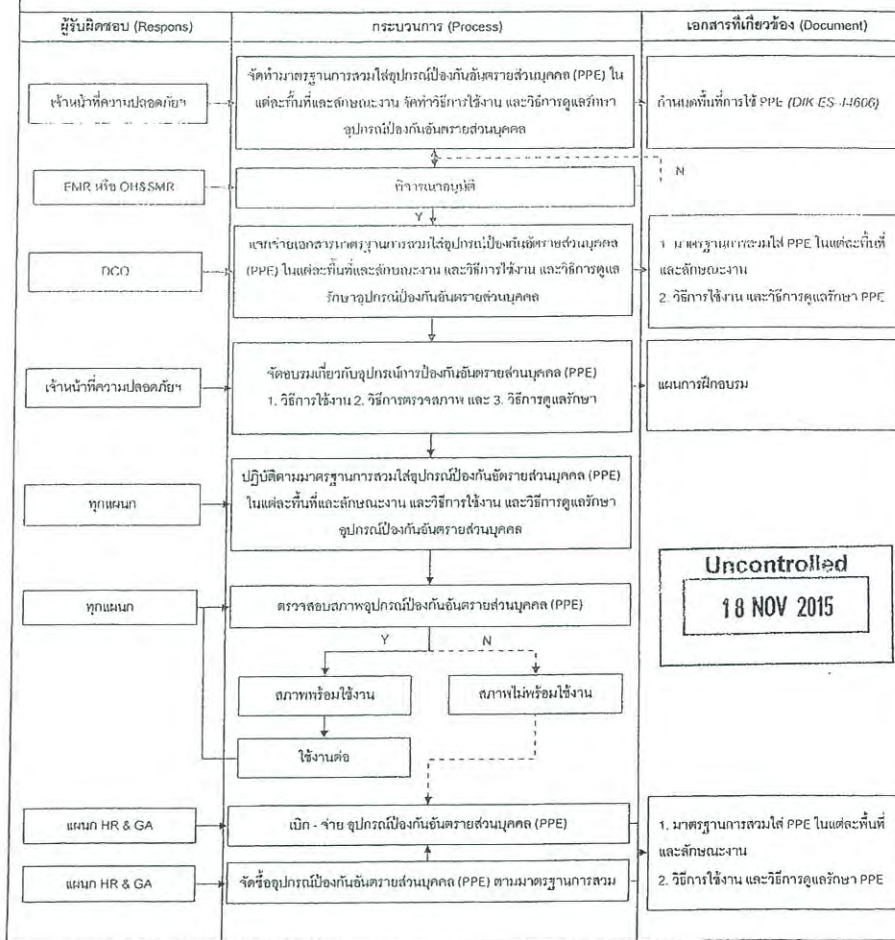 ผู้รับผิดชอบ (Respons)
กระบวนการ (Process)
เอกสารที่เกี่ยวข้อง (Document)
เจ้าหน้าที่ความปลอดภัยฯ
จัดทำมาตรฐานการสวมใส่อุปกรณ์ป้องกันอันตรายส่วนบุคคล (PPE) ใน
แต่ละพื้นที่และลักษณะงาน จัดทำวิธีการใช้งาน และวิธีการดูแลรักษา
อุปกรณ์ป้องกันอันตรายส่วนบุคคล
กำหนดพื้นที่การใช้ PPE
N
EMR หรือ OH&SMR
พิจารณาอนุมัติ
Y
DCO
แจกจ่ายเอกสารมาตรฐานการสวมใส่อุปกรณ์ป้องกันอันตรายส่วนบุคคล
(PPE) ในแต่ละพื้นที่และลักษณะงาน และวิธีการใช้งาน และวิธีการดูแล
รักษาอุปกรณ์ป้องกันอันตรายส่วนบุคคล
1. มาตรฐานการสวมใส่ PPE ในแต่ละพื้นที่
และลักษณะงาน
2. วิธีการใช้งาน และวิธีการดูแลรักษา PPE
เจ้าหน้าที่ความปลอดภัยฯ
จัดอบรมเกี่ยวกับอุปกรณ์การป้องกันอันตรายส่วนบุคคล (PPE)
1. วิธีการใช้งาน 2. วิธีการตรวจสภาพ และ 3. วิธีการดูแลรักษา
แผนการฝึกอบรม
ทุกแผนก
ปฏิบัติตามมาตรฐานการสวมใส่อุปกรณ์ป้องกันอันตรายส่วนบุคคล (PPE)
ในแต่ละพื้นที่และลักษณะงาน และวิธีการใช้งาน และวิธีการดูแลรักษา
อุปกรณ์ป้องกันอันตรายส่วนบุคคล
Uncontrolled
18 NOV 2015
ทุกแผนก
ตรวจสอบสภาพอุปกรณ์ป้องกันอันตรายส่วนบุคคล (PPE)
Y
N
สภาพพร้อมใช้งาน
สภาพไม่พร้อมใช้งาน
ใช้งานต่อ
แผนก HR & GA
เบิก - จ่าย อุปกรณ์ป้องกันอันตรายส่วนบุคคล (PPE)
1. มาตรฐานการสวมใส่ PPE ในแต่ละพื้นที่
และลักษณะงาน
2. วิธีการใช้งาน และวิธีการดูแลรักษา PPE
แผนก HR & GA
จัดซื้ออุปกรณ์ป้องกันอันตรายส่วนบุคคล (PPE) ตามมาตรฐานการสวม